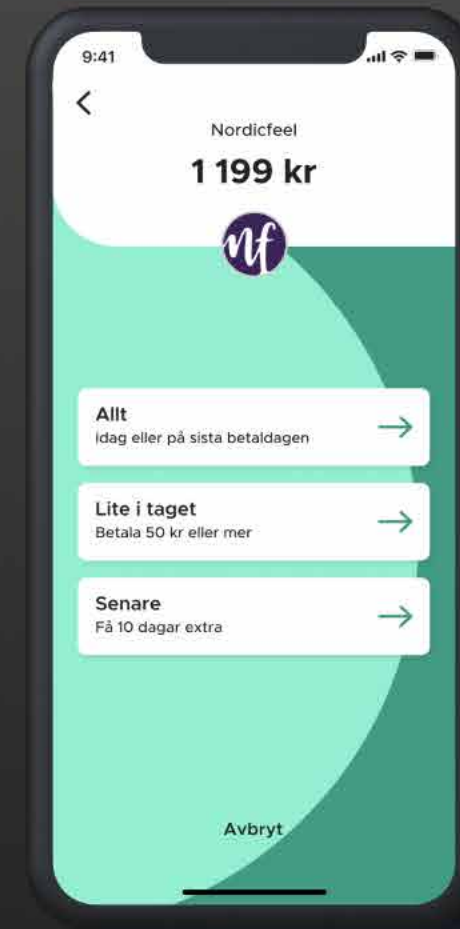 9:41
Nordicfeel
1 199 kr
nf
Allt
idag eller på sista betaldagen
Lite i taget
Betala 50 kr eller mer
Senare
Få 10 dagar extra
Avbryt